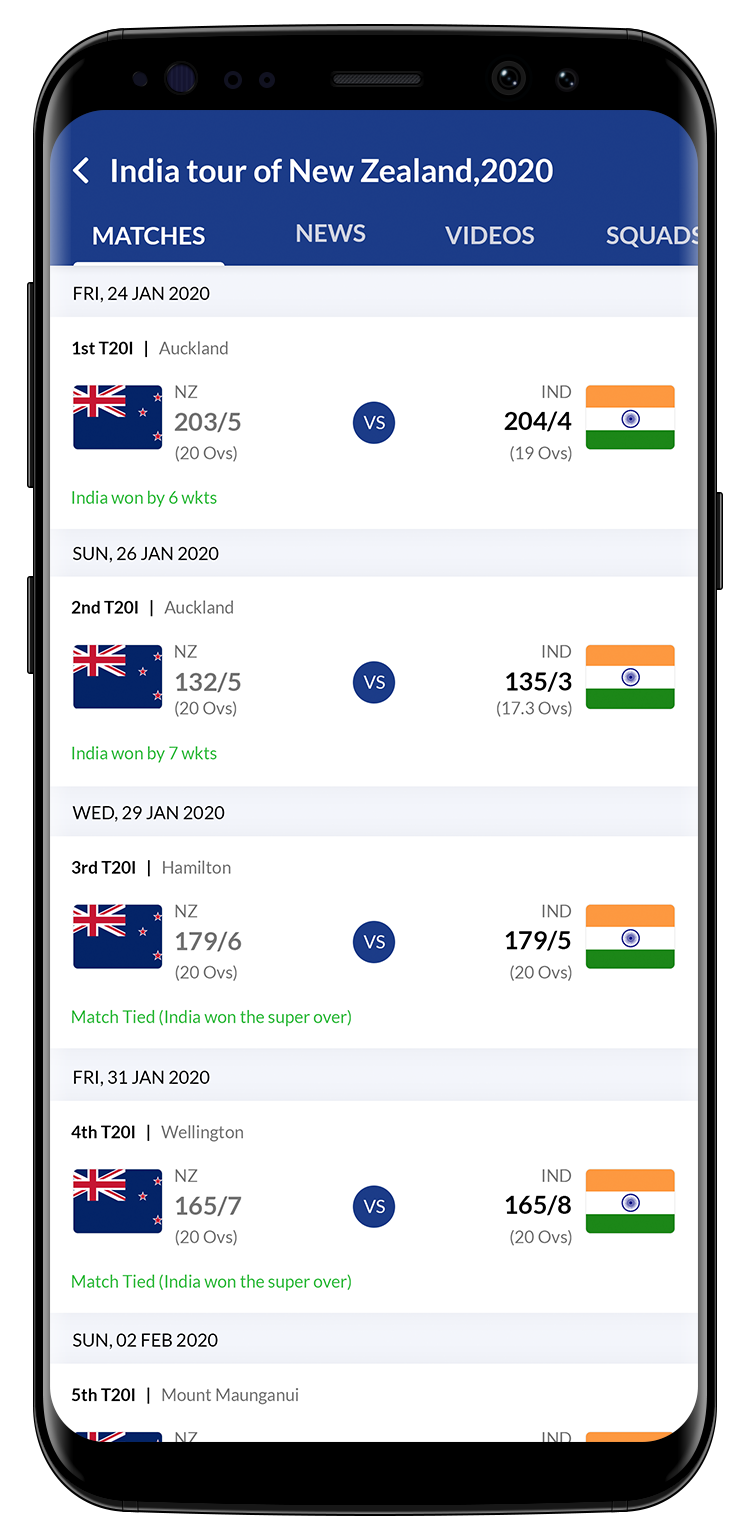 India tour of New Zealand,2020
MATCHES NEWS VIDEOS SQUADS
FRI, 24 JAN 2020
1st T20I | Auckland
NZ IND
203/5 VS 204/4
(20 Ovs) (19 Ovs)
India won by 6 wkts
SUN, 26 JAN 2020
2nd T20I | Auckland
NZ IND
132/5 VS 135/3
(20 Ovs) (17.3 Ovs)
India won by 7 wkts
WED, 29 JAN 2020
3rd T20I | Hamilton
NZ IND
179/6 VS 179/5
(20 Ovs) (20 Ovs)
Match Tied (India won the super over)
FRI, 31 JAN 2020
4th T20I | Wellington
NZ IND
165/7 VS 165/8
(20 Ovs) (20 Ovs)
Match Tied (India won the super over)
SUN, 02 FEB 2020
5th T20I | Mount Maunganui
NZ IND